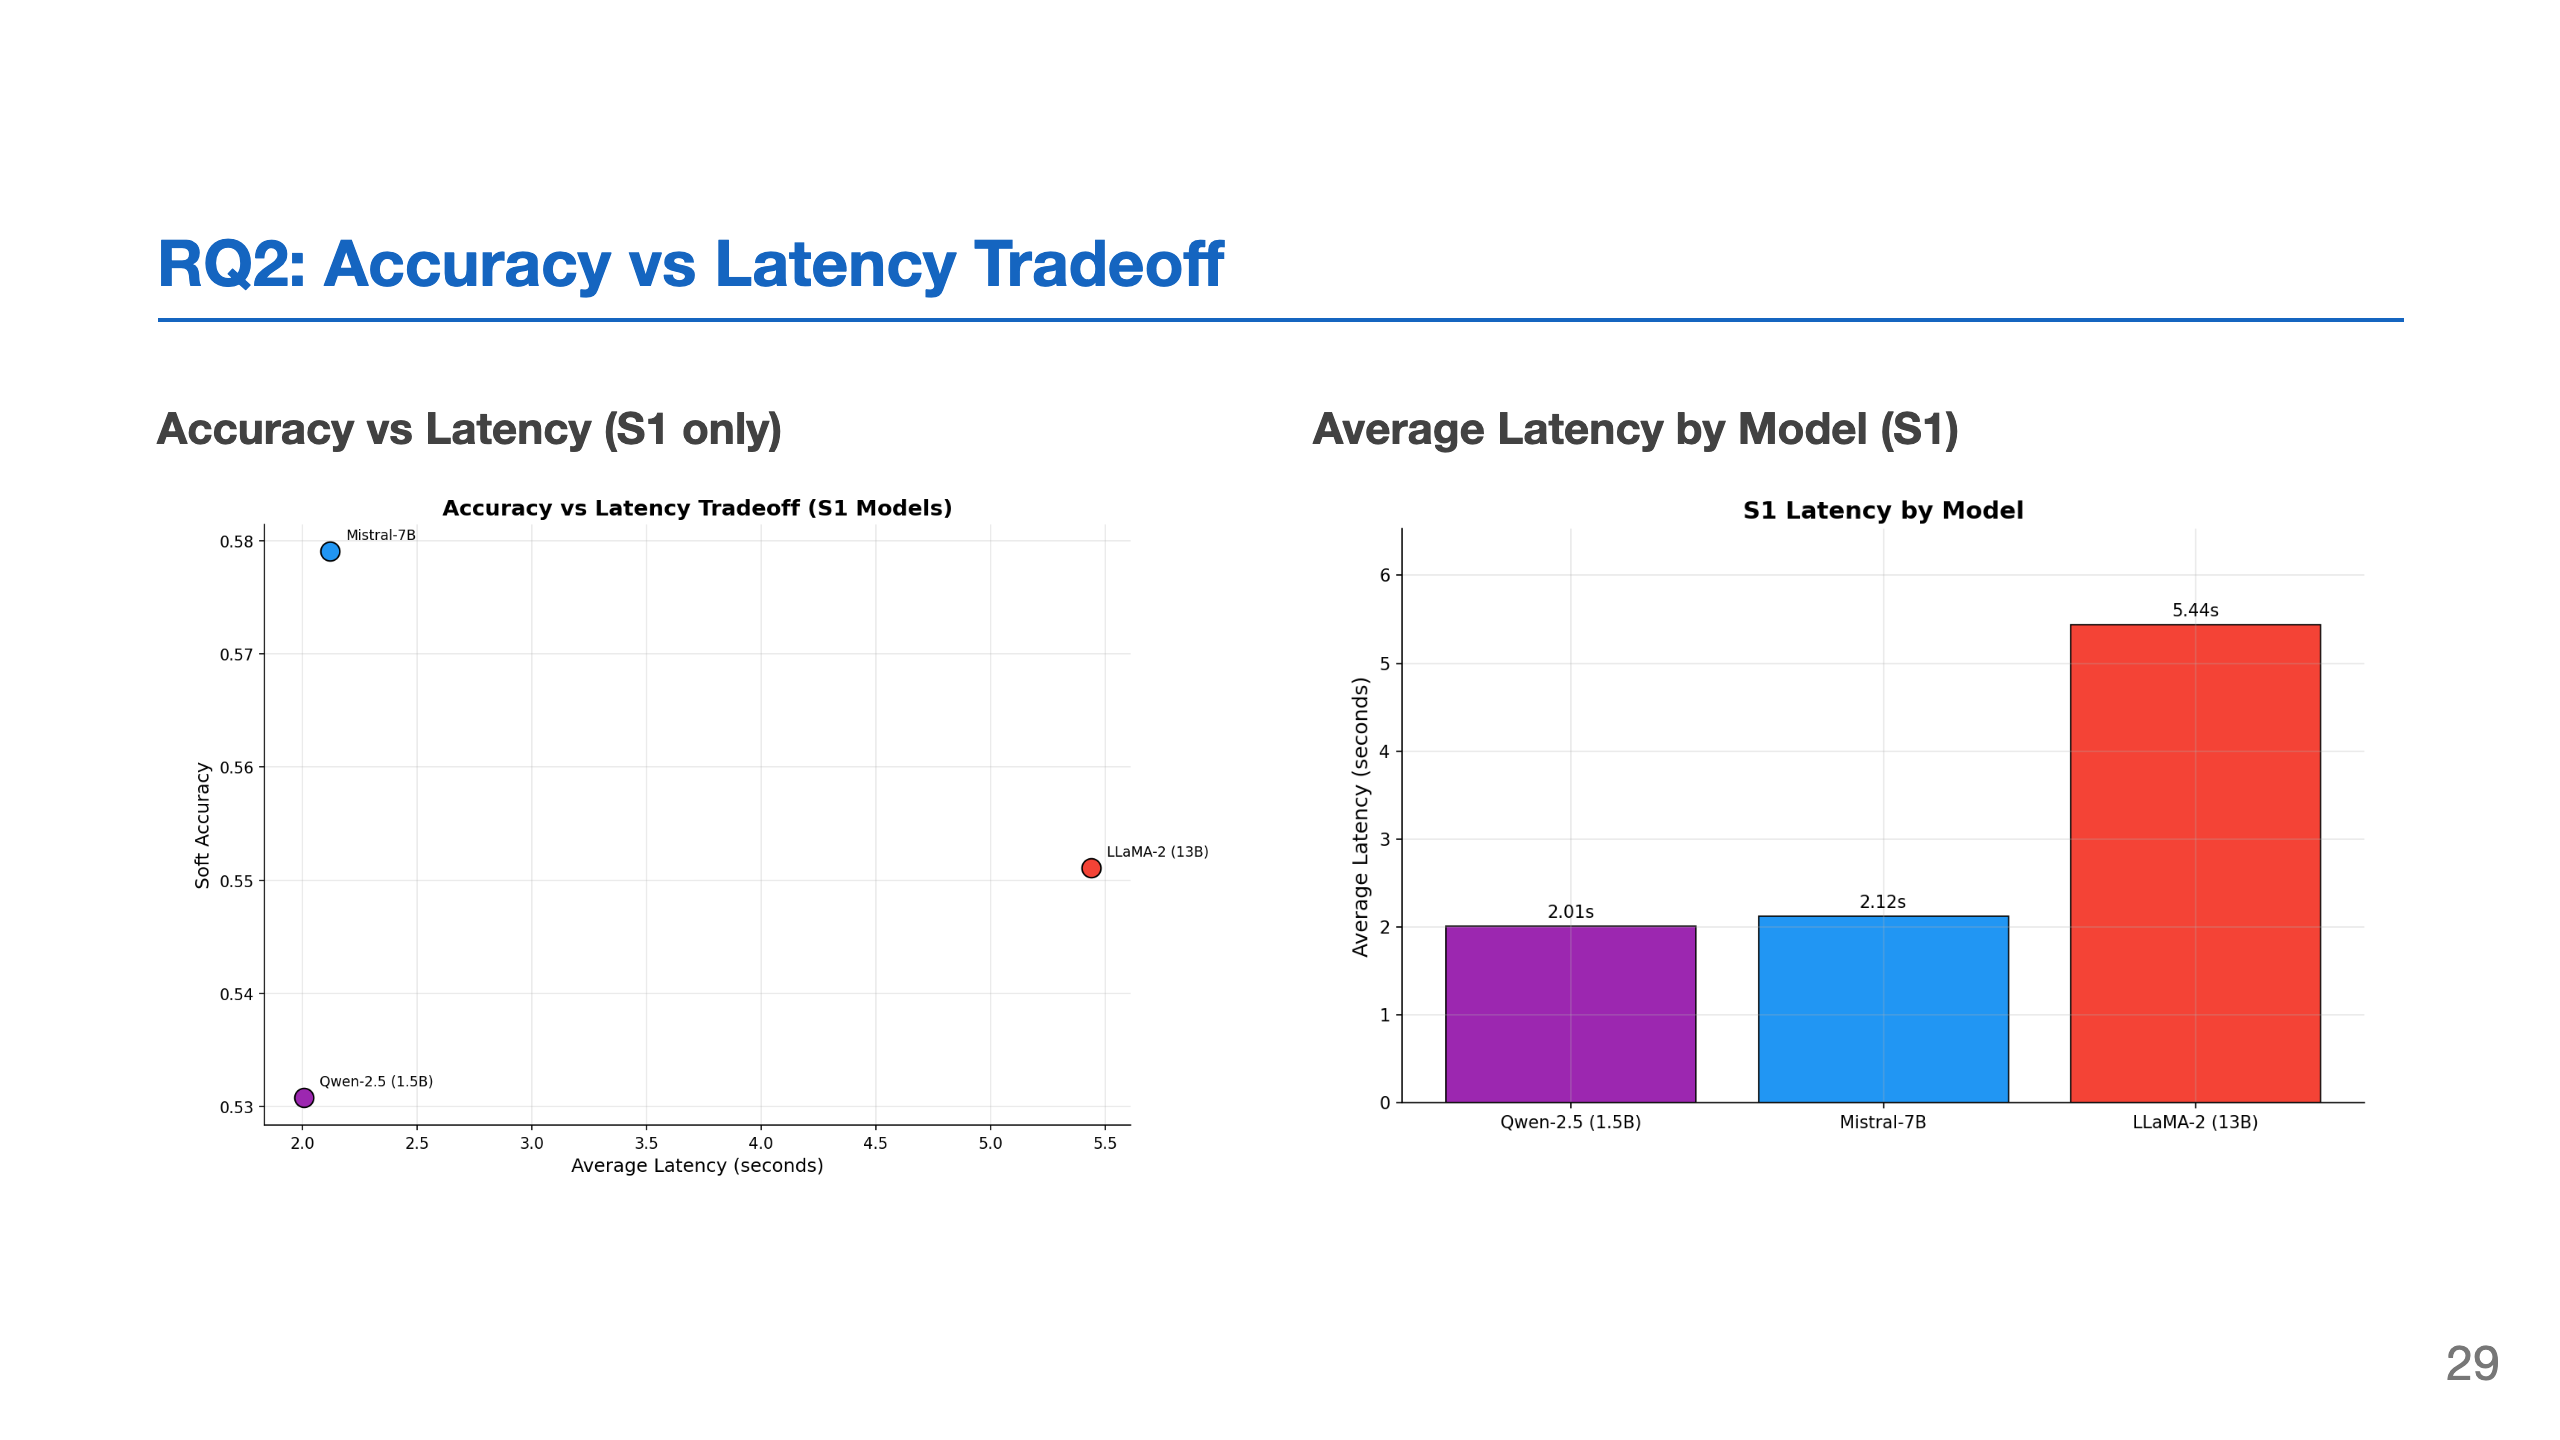 RQ2: Accuracy vs Latency Tradeoff
Accuracy vs Latency (S1 only)
Accuracy vs Latency Tradeoff (S1 Models)
Soft Accuracy
0.58
0.57
0.56
0.55
0.54
0.53
Mistral-7B
LLaMA-2 (13B)
Qwen-2.5 (1.5B)
2.0 2.5 3.0 3.5 4.0 4.5 5.0 5.5
Average Latency (seconds)
Average Latency by Model (S1)
S1 Latency by Model
Average Latency (seconds)
6
5
4
3
2
1
0
2.01s
2.12s
5.44s
Qwen-2.5 (1.5B) Mistral-7B LLaMA-2 (13B)
29